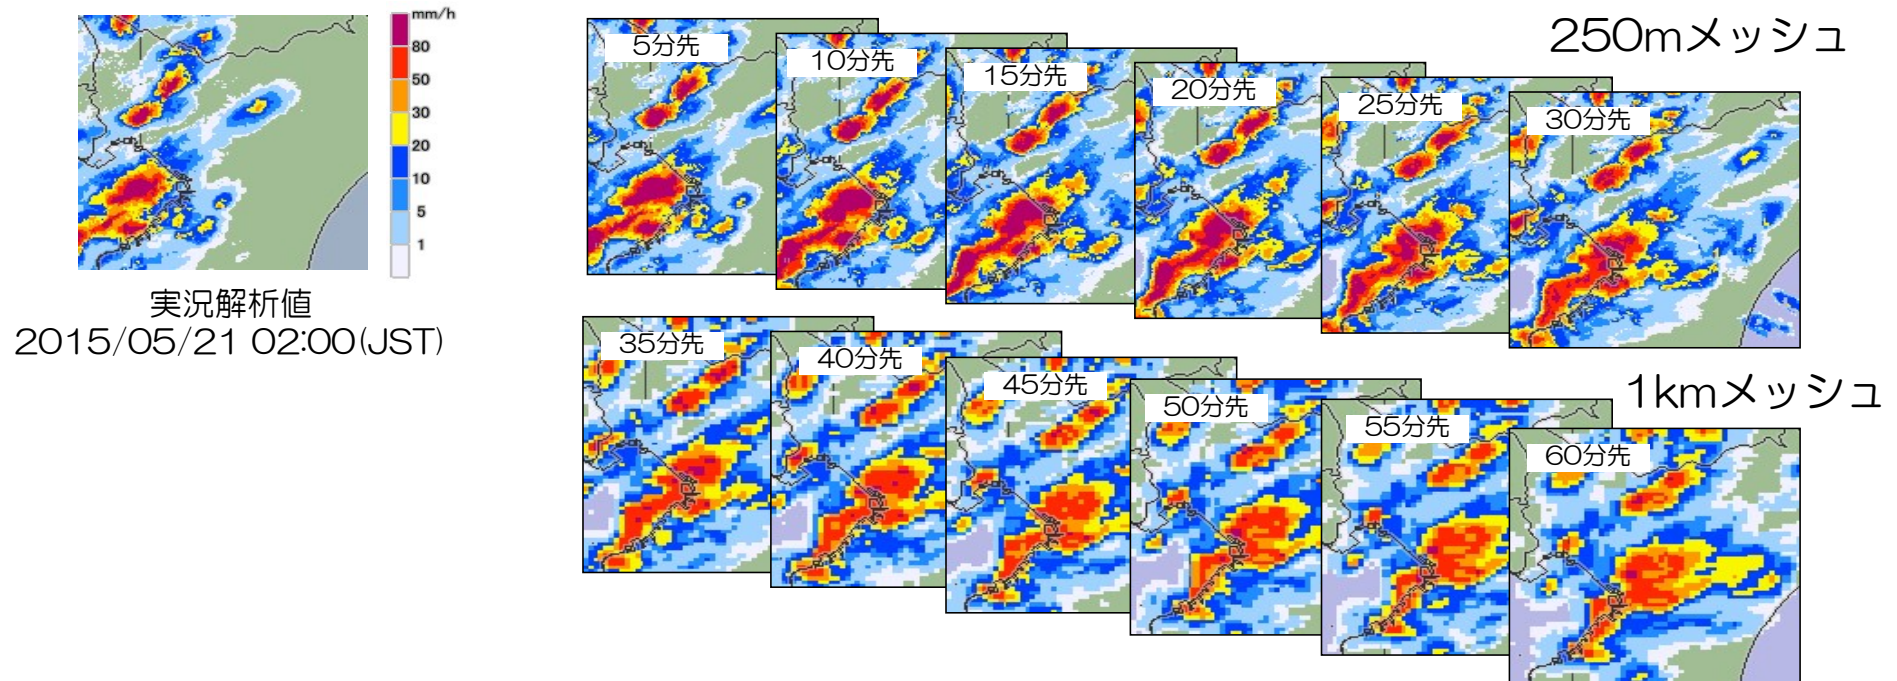 mm/h
80
50
30
20
10
5
1
実況解析値
2015/05/21 02:00(JST)
250mメッシュ
5分先
10分先
15分先
20分先
25分先
30分先
1kmメッシュ
35分先
40分先
45分先
50分先
55分先
60分先